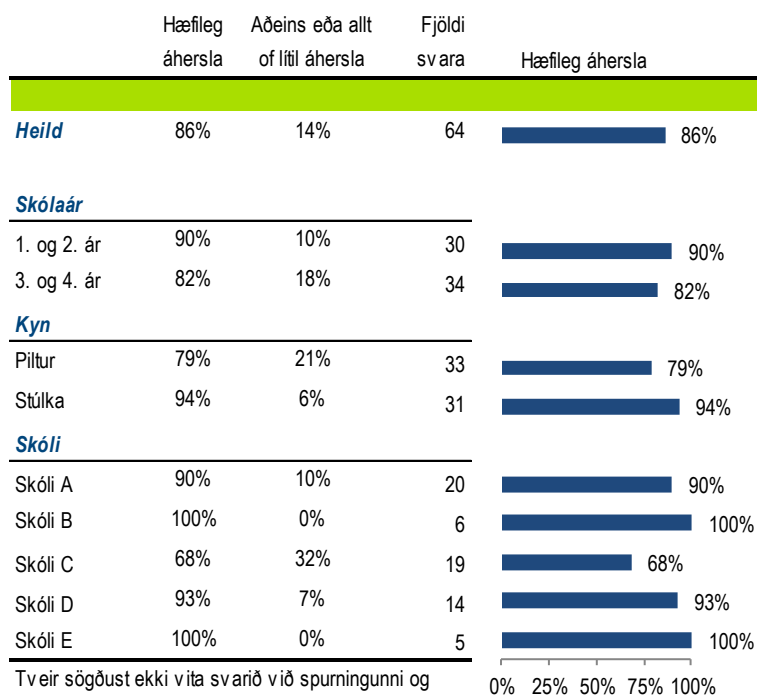 Hæfileg Aðeins eða allt Fjöldi
áhersla of lítil áhersla svara Hæfileg áhersla
Heild 86% 14% 64 86%
Skólaár
1. og 2. ár 90% 10% 30 90%
3. og 4. ár 82% 18% 34 82%
Kyn
Piltur 79% 21% 33 79%
Stúlka 94% 6% 31 94%
Skóli
Skóli A 90% 10% 20 90%
Skóli B 100% 0% 6 100%
Skóli C 68% 32% 19 68%
Skóli D 93% 7% 14 93%
Skóli E 100% 0% 5 100%
Tveir sögðust ekki vita svarið við spurningunni og 0% 25% 50% 75% 100%